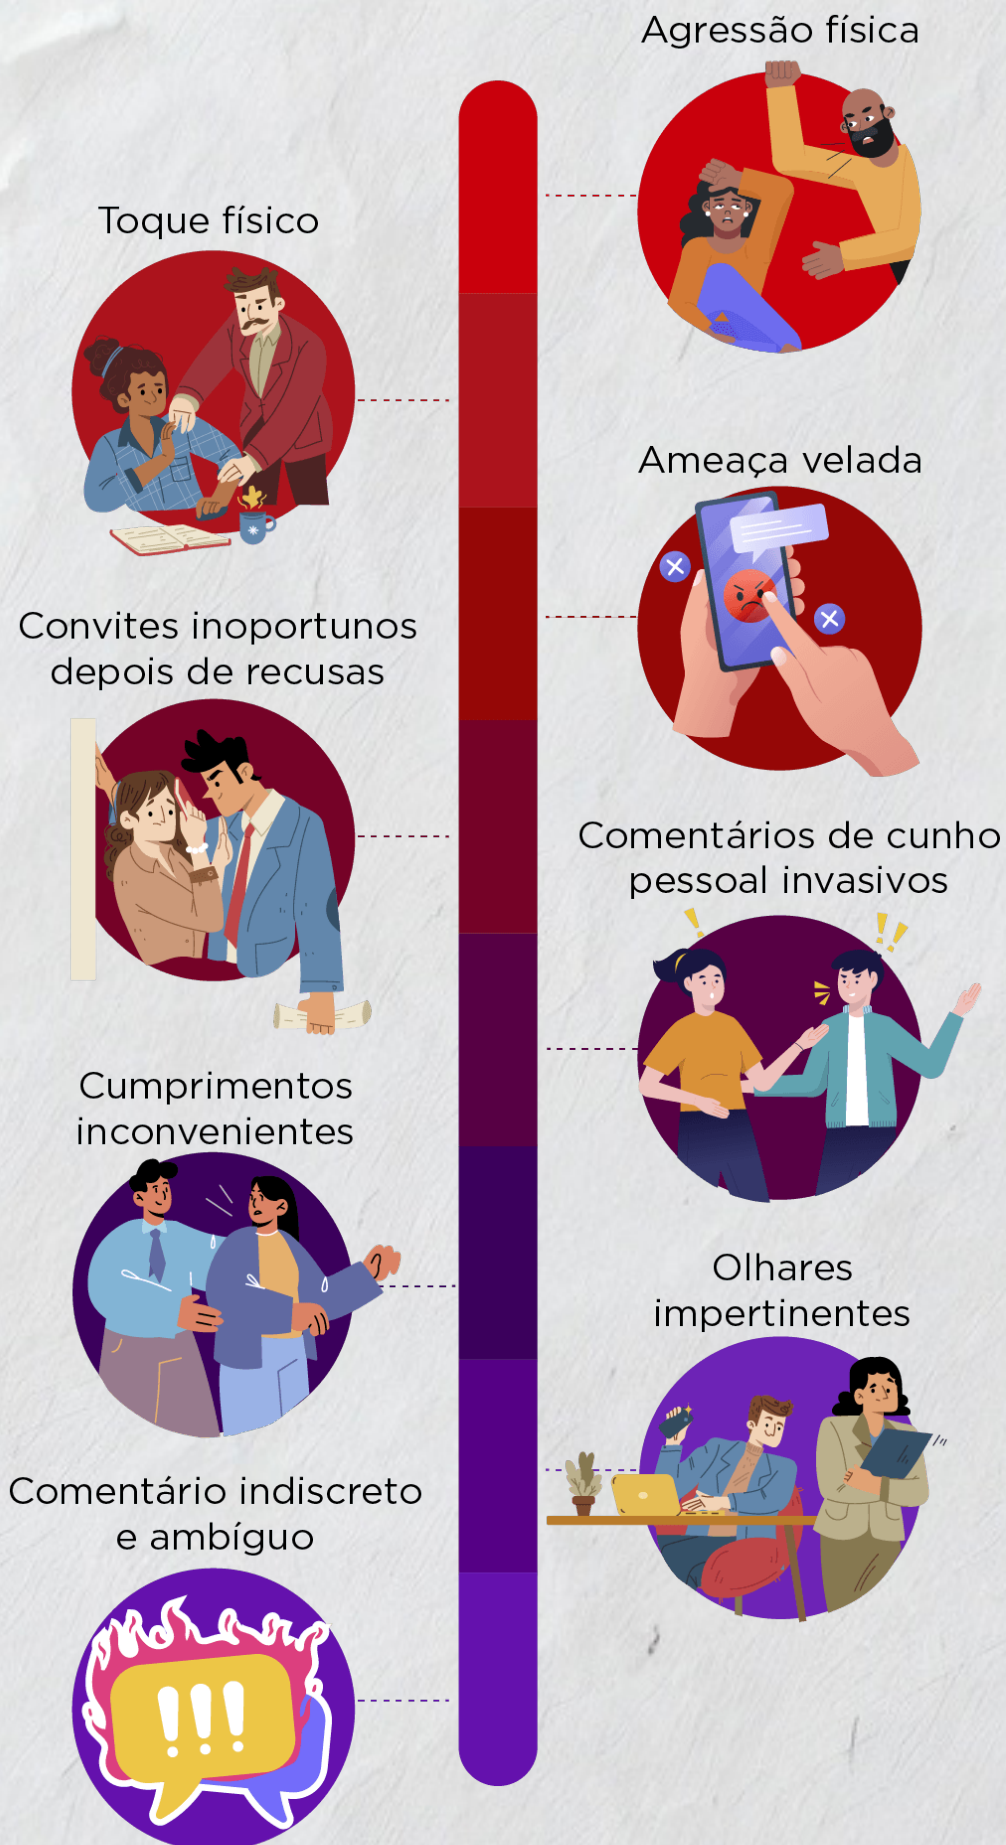 Agressão física
Toque físico
Ameaça velada
Convites inoportunos
depois de recusas
Comentários de cunho
pessoal invasivos
Cumprimentos
inconvenientes
Olhares
impertinentes
Comentário indiscreto
e ambíguo
!!!